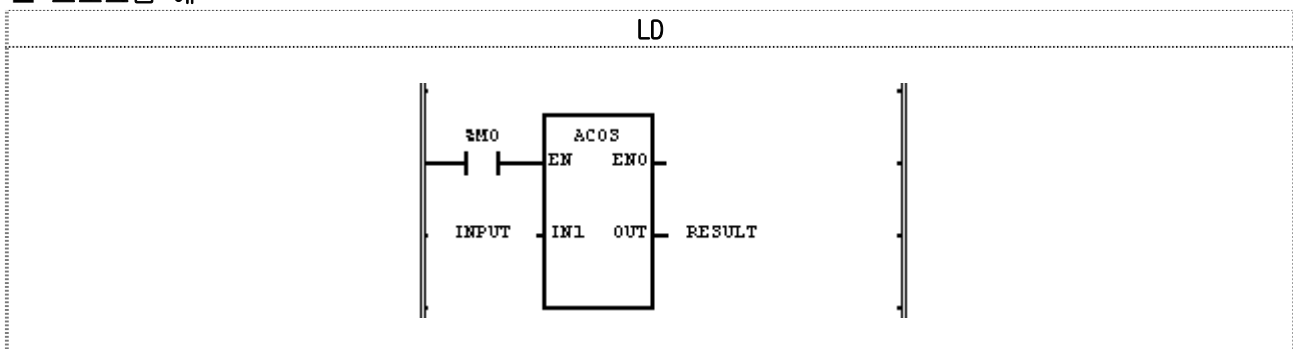 LD
%M0
ACOS
EN ENO
INPUT IN1 OUT RESULT